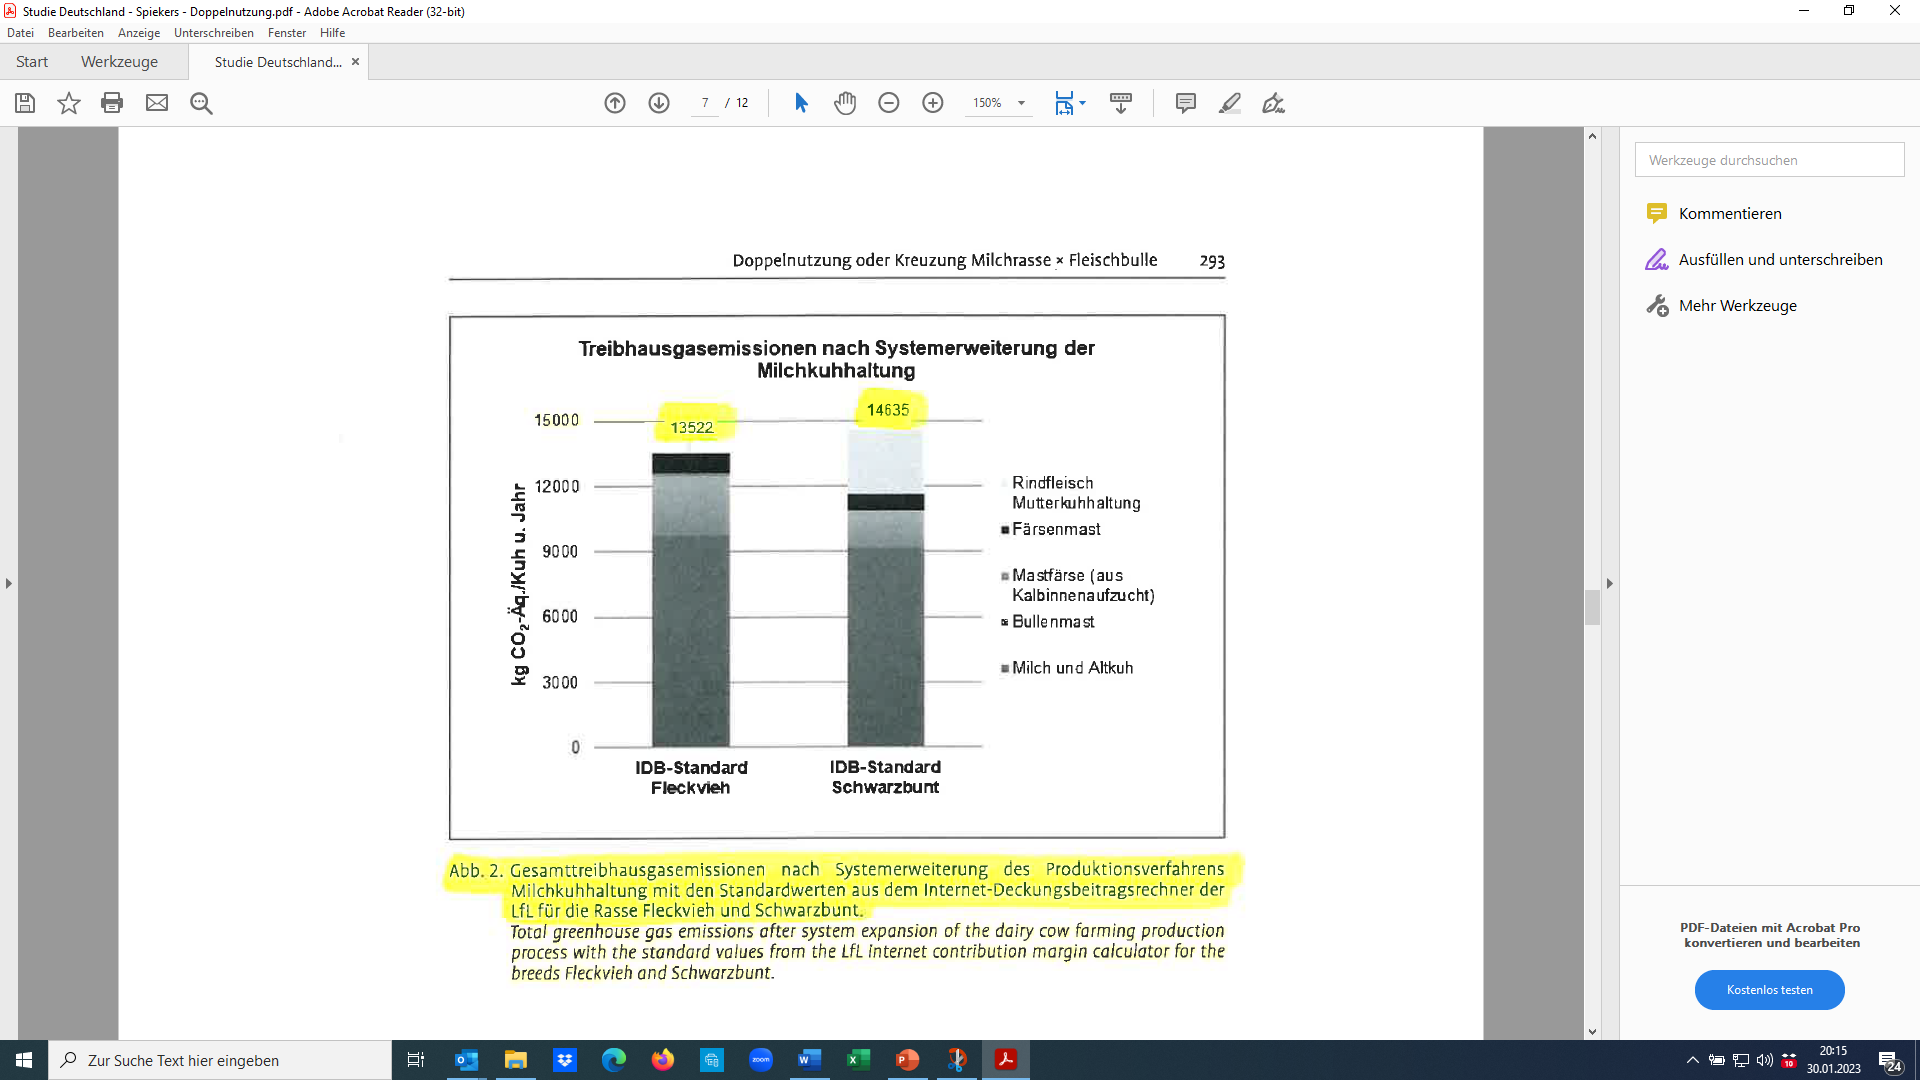 Studie Deutschland - Spiekers - Doppelnutzung.pdf - Adobe Acrobat Reader (32-bit)
Datei Bearbeiten Anzeige Unterschreiben Fenster Hilfe
Start Werkzeuge Studie Deutschland... ×
7 / 12 150%
Werkzeuge durchsuchen
Kommentieren
Ausfüllen und unterschreiben
Mehr Werkzeuge
Doppelnutzung oder Kreuzung Milchrasse × Fleischbulle 293
Treibhausgasemissionen nach Systemerweiterung der
Milchkuhhaltung
kg CO₂-Äq./Kuh u. Jahr
15000
12000
9000
6000
3000
0
13522
14635
IDB-Standard
Fleckvieh
IDB-Standard
Schwarzbunt
Rindfleisch
Mutterkuhhaltung
Färsenmast
Mastfärse (aus
Kalbinnenaufzucht)
Bullenmast
Milch und Altkuh
Abb. 2. Gesamttreibhausgasemissionen nach Systemerweiterung des Produktionsverfahrens
Milchkuhhaltung mit den Standardwerten aus dem Internet-Deckungsbeitragsrechner der
LfL für die Rasse Fleckvieh und Schwarzbunt.
Total greenhouse gas emissions after system expansion of the dairy cow farming production
process with the standard values from the LfL internet contribution margin calculator for the
breeds Fleckvieh and Schwarzbunt.
PDF-Dateien mit Acrobat Pro
konvertieren und bearbeiten
Kostenlos testen
Zur Suche Text hier eingeben
zoom
10
20:15
30.01.2023
24